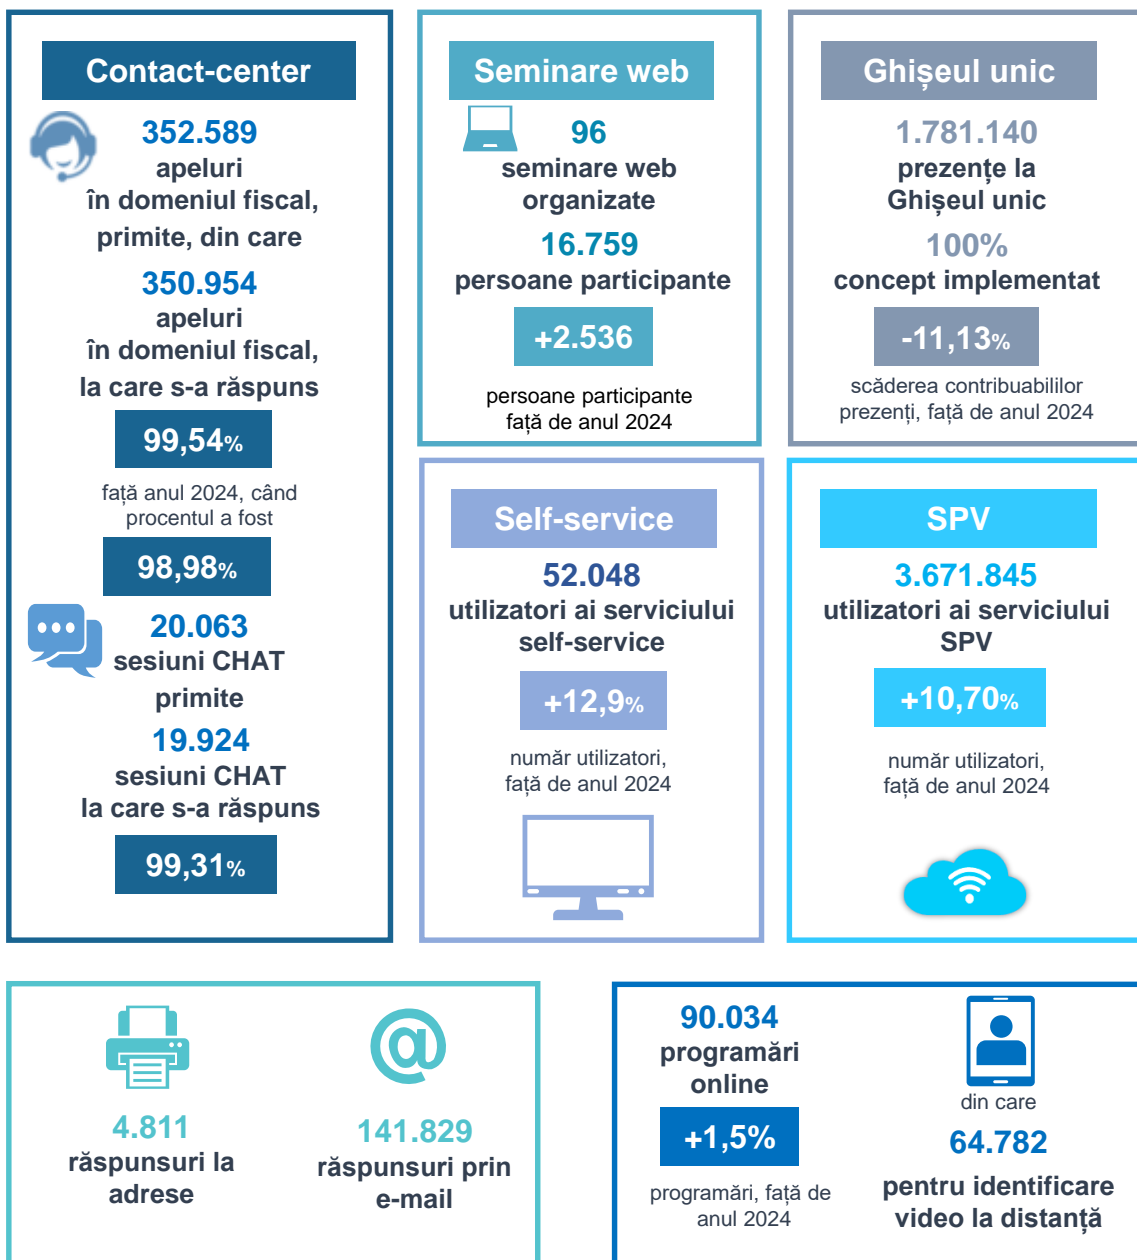 Contact-center
352.589
apeluri
în domeniul fiscal,
primite, din care
350.954
apeluri
în domeniul fiscal,
la care s-a răspuns
99,54%
față anul 2024, când
procentul a fost
98,98%
20.063
sesiuni CHAT
primite
19.924
sesiuni CHAT
la care s-a răspuns
99,31%
Seminare web
96
seminare web
organizate
16.759
persoane participante
+2.536
persoane participante
față de anul 2024
Ghișeul unic
1.781.140
prezențe la
Ghișeul unic
100%
concept implementat
-11,13%
scăderea contribuabililor
prezenți, față de anul 2024
Self-service
52.048
utilizatori ai serviciului
self-service
+12,9%
număr utilizatori,
față de anul 2024
SPV
3.671.845
utilizatori ai serviciului
SPV
+10,70%
număr utilizatori,
față de anul 2024
@
4.811
răspunsuri la
adrese
141.829
răspunsuri prin
e-mail
90.034
programări
online
+1,5%
programări, față de
anul 2024
din care
64.782
pentru identificare
video la distanță